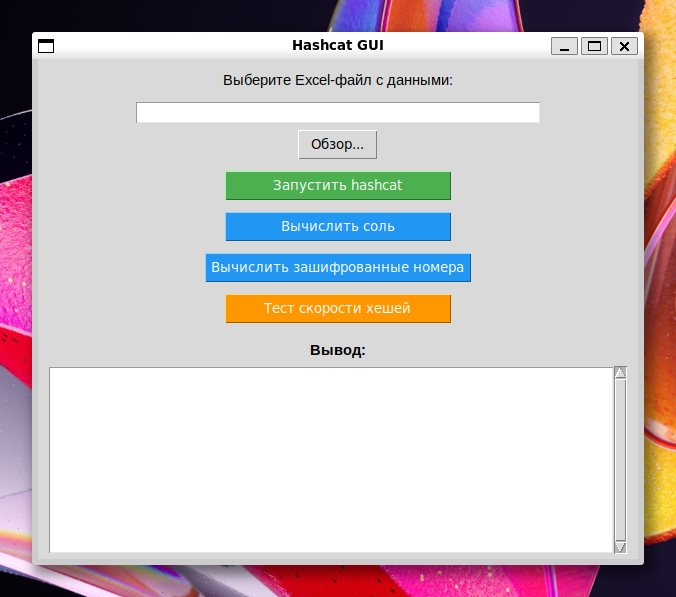 Hashcat GUI
Выберите Excel-файл с данными:
Обзор...
Запустить hashcat
Вычислить соль
Вычислить зашифрованные номера
Тест скорости хешей
Вывод: